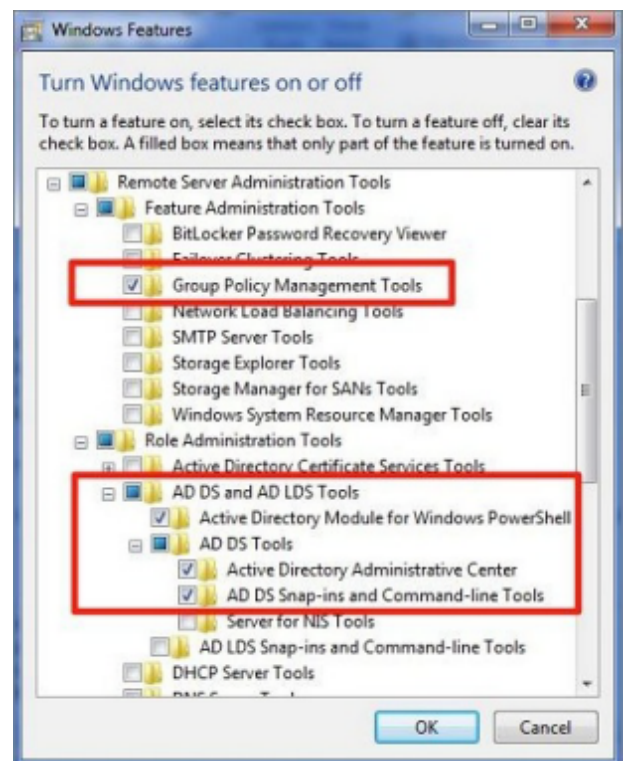 Windows Features
Turn Windows features on or off
To turn a feature on, select its check box. To turn a feature off, clear its
check box. A filled box means that only part of the feature is turned on.
Remote Server Administration Tools
Feature Administration Tools
BitLocker Password Recovery Viewer
Failover Clustering Tools
Group Policy Management Tools
Network Load Balancing Tools
SMTP Server Tools
Storage Explorer Tools
Storage Manager for SANs Tools
Windows System Resource Manager Tools
Role Administration Tools
Active Directory Certificate Services Tools
AD DS and AD LDS Tools
Active Directory Module for Windows PowerShell
AD DS Tools
Active Directory Administrative Center
AD DS Snap-ins and Command-line Tools
Server for NIS Tools
AD LDS Snap-ins and Command-line Tools
DHCP Server Tools
OK
Cancel